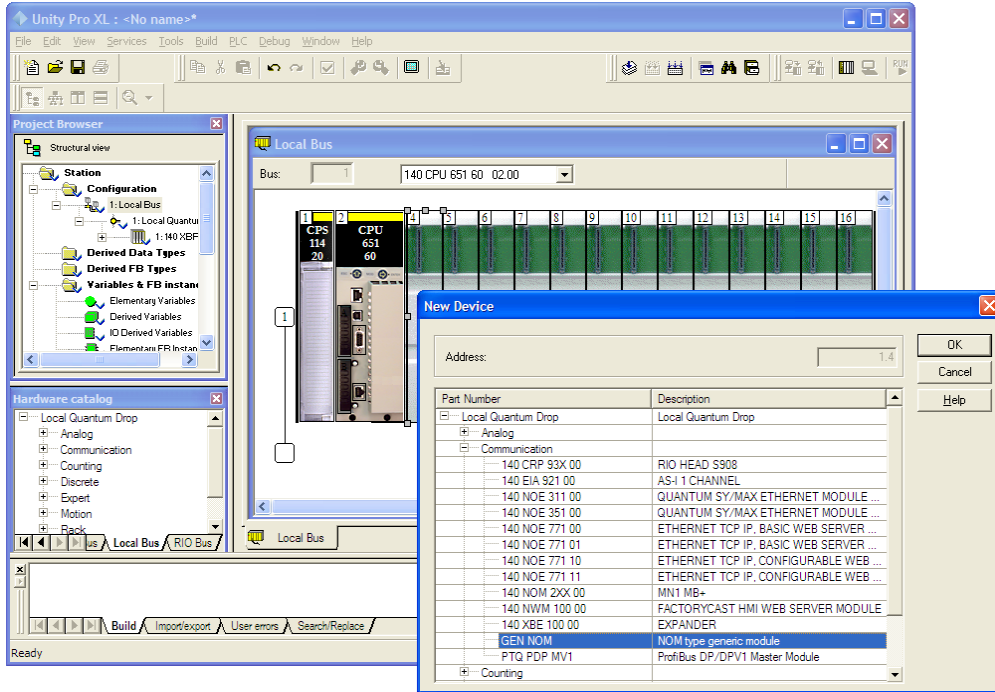 Unity Pro XL : <No name>*
File Edit View Services Tools Build PLC Debug Window Help
RUN
Project Browser
Structural view
Station
Configuration
1: Local Bus
1: Local Quantu
1: 140 XBF
Derived Data Types
Derived FB Types
Variables & FB instan
Elementary Variables
Derived Variables
IO Derived Variables
Elementary FB Instan
Hardware catalog
Local Quantum Drop
Analog
Communication
Counting
Discrete
Expert
Motion
Rack
us Local Bus RIO Bus
Local Bus
Bus: 1 140 CPU 651 60 02.00
1 2 4 5 6 7 8 9 10 11 12 13 14 15 16
CPS 114 20
CPU 651 60
1
Local Bus
New Device
Address: 1.4
OK
Cancel
Help
Part Number Description
Local Quantum Drop Local Quantum Drop
Analog
Communication
140 CRP 93X 00 RIO HEAD S908
140 EIA 921 00 AS-I 1 CHANNEL
140 NOE 311 00 QUANTUM SY/MAX ETHERNET MODULE ...
140 NOE 351 00 QUANTUM SY/MAX ETHERNET MODULE ...
140 NOE 771 00 ETHERNET TCP IP, BASIC WEB SERVER ...
140 NOE 771 01 ETHERNET TCP IP, BASIC WEB SERVER ...
140 NOE 771 10 ETHERNET TCP IP, CONFIGURABLE WEB ...
140 NOE 771 11 ETHERNET TCP IP, CONFIGURABLE WEB ...
140 NOM 2XX 00 MN1 MB+
140 NWM 100 00 FACTORYCAST HMI WEB SERVER MODULE
140 XBE 100 00 EXPANDER
GEN NOM NOM type generic module
PTQ PDP MV1 ProfiBus DP/DPV1 Master Module
Counting
Build Import/export User errors Search/Replace
Ready